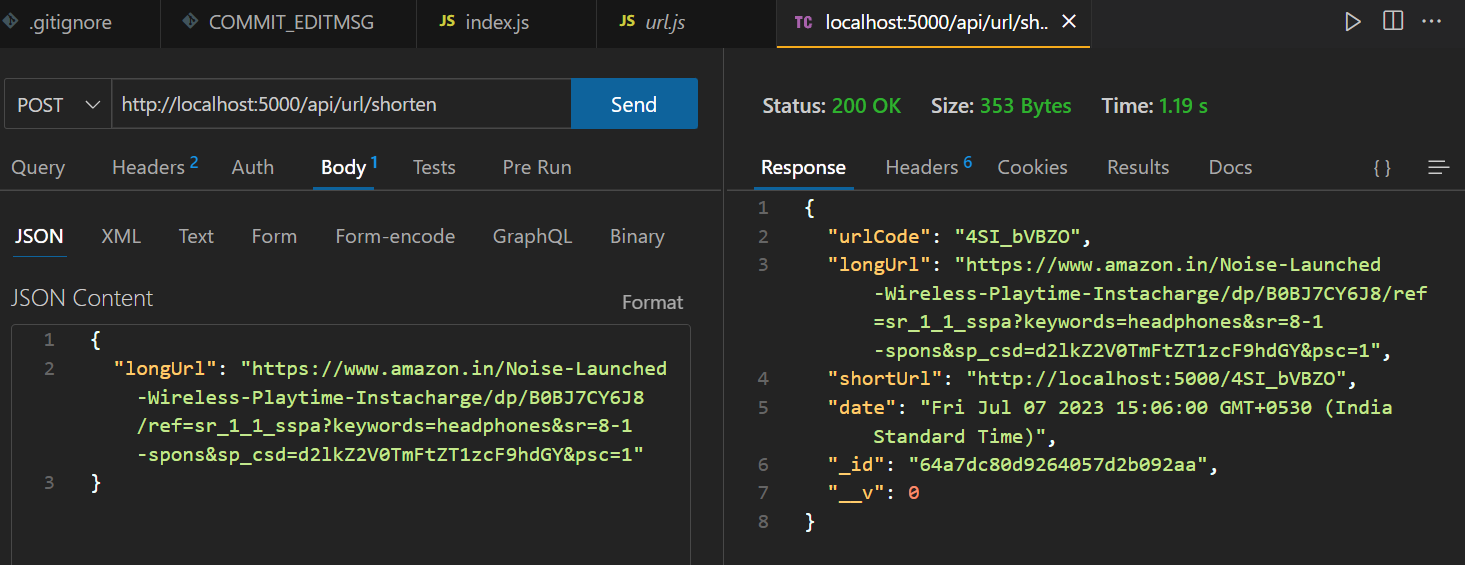 .gitignore
COMMIT_EDITMSG
JS index.js
JS url.js
TC localhost:5000/api/url/sh..
POST
http://localhost:5000/api/url/shorten
Send
Query
Headers 2
Auth
Body 1
Tests
Pre Run
JSON
XML
Text
Form
Form-encode
GraphQL
Binary
JSON Content
Format
1 {
2 "longUrl": "https://www.amazon.in/Noise-Launched
-Wireless-Playtime-Instacharge/dp/B0BJ7CY6J8
/ref=sr_1_1_sspa?keywords=headphones&sr=8-1
-spons&sp_csd=d2lkZ2V0TmFtZT1zcF9hdGY&psc=1"
3 }
Status: 200 OK
Size: 353 Bytes
Time: 1.19 s
Response
Headers 6
Cookies
Results
Docs
{ }
1 {
2 "urlCode": "4SI_bVBZO",
3 "longUrl": "https://www.amazon.in/Noise-Launched
-Wireless-Playtime-Instacharge/dp/B0BJ7CY6J8/ref
=sr_1_1_sspa?keywords=headphones&sr=8-1
-spons&sp_csd=d2lkZ2V0TmFtZT1zcF9hdGY&psc=1",
4 "shortUrl": "http://localhost:5000/4SI_bVBZO",
5 "date": "Fri Jul 07 2023 15:06:00 GMT+0530 (India
Standard Time)",
6 "_id": "64a7dc80d9264057d2b092aa",
7 "__v": 0
8 }